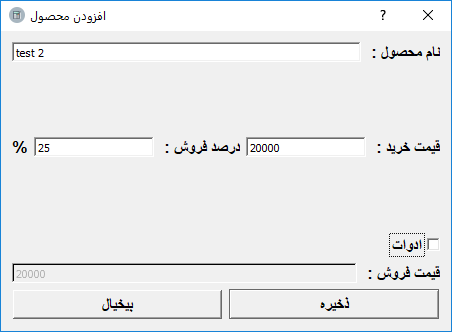 افزودن محصول
نام محصول : test 2
قیمت خرید : 20000 درصد فروش : 25 %
ادوات
قیمت فروش : 20000
ذخیره بیخیال